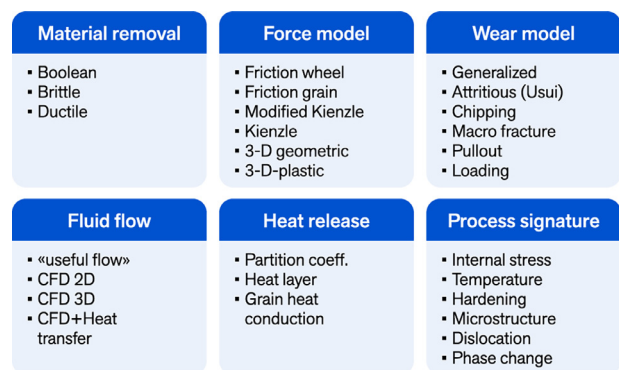 Material removal
▪ Boolean
▪ Brittle
▪ Ductile
Force model
▪ Friction wheel
▪ Friction grain
▪ Modified Kienzle
▪ Kienzle
▪ 3-D geometric
▪ 3-D-plastic
Wear model
▪ Generalized
▪ Attritious (Usui)
▪ Chipping
▪ Macro fracture
▪ Pullout
▪ Loading
Fluid flow
▪ «useful flow»
▪ CFD 2D
▪ CFD 3D
▪ CFD+Heat
transfer
Heat release
▪ Partition coeff.
▪ Heat layer
▪ Grain heat
conduction
Process signature
▪ Internal stress
▪ Temperature
▪ Hardening
▪ Microstructure
▪ Dislocation
▪ Phase change